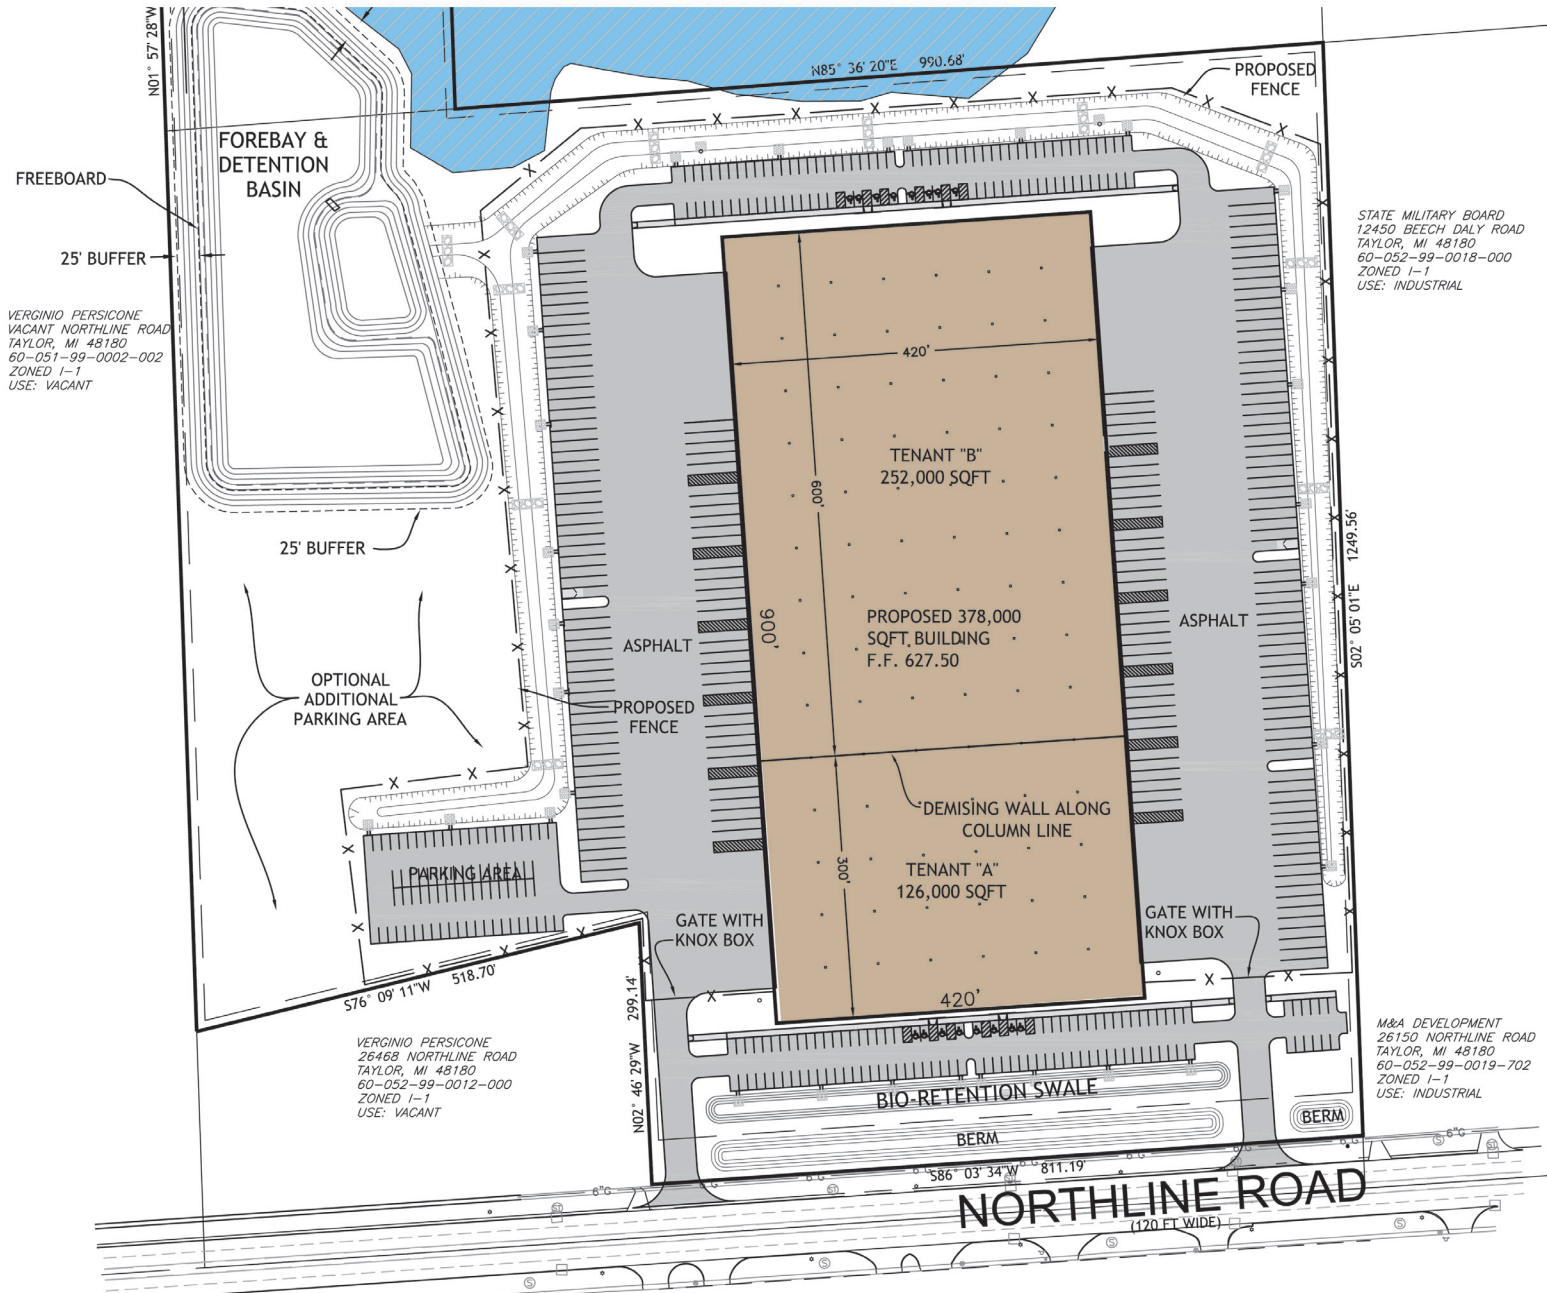 N01° 57' 28"W
N85° 36' 20"E 990.68'
PROPOSED
FENCE
FOREBAY &
DETENTION
BASIN
FREEBOARD
25' BUFFER
STATE MILITARY BOARD
12450 BEECH DALY ROAD
TAYLOR, MI 48180
60-052-99-0018-000
ZONED I-1
USE: INDUSTRIAL
VERGINIO PERSICONE
VACANT NORTHLINE ROAD
TAYLOR, MI 48180
60-051-99-0002-002
ZONED I-1
USE: VACANT
420'
TENANT "B"
252,000 SQFT
600'
25' BUFFER
S02° 05' 01"E 1249.56'
900'
PROPOSED 378,000
SQFT BUILDING
F.F. 627.50
ASPHALT
ASPHALT
OPTIONAL
ADDITIONAL
PARKING AREA
PROPOSED
FENCE
DEMISING WALL ALONG
COLUMN LINE
300'
TENANT "A"
126,000 SQFT
PARKING AREA
GATE WITH
KNOX BOX
GATE WITH
KNOX BOX
S76° 09' 11"W 518.70'
N02° 46' 29"W 299.14'
420'
VERGINIO PERSICONE
26468 NORTHLINE ROAD
TAYLOR, MI 48180
60-052-99-0012-000
ZONED I-1
USE: VACANT
M&A DEVELOPMENT
26150 NORTHLINE ROAD
TAYLOR, MI 48180
60-052-99-0019-702
ZONED I-1
USE: INDUSTRIAL
BIO-RETENTION SWALE
BERM
BERM
S86° 03' 34"W 811.19'
6"G
6"G
NORTHLINE ROAD
(120 FT WIDE)